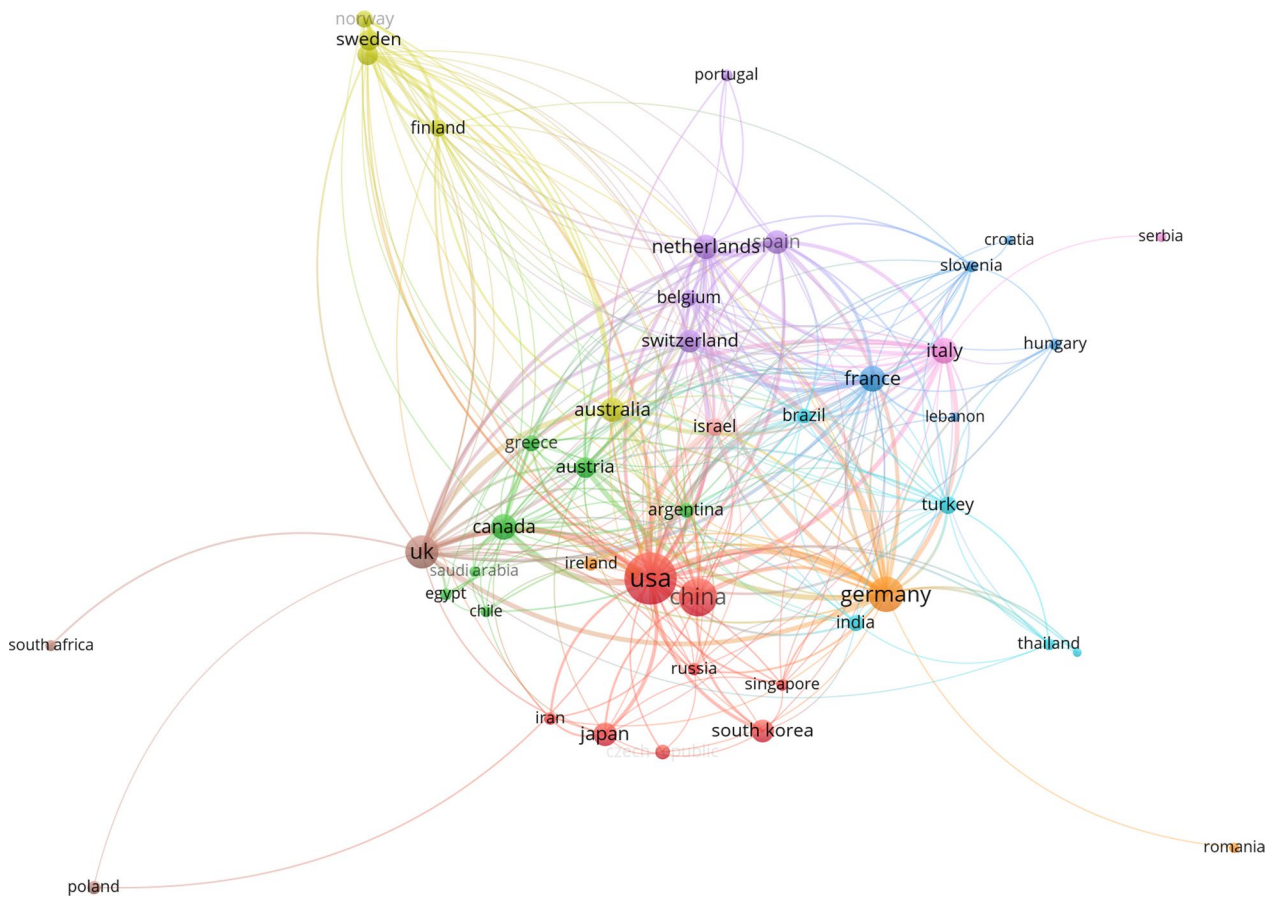 norway
sweden
portugal
finland
croatia
serbia
netherlands
spain
slovenia
belgium
switzerland
hungary
italy
france
australia
brazil
lebanon
israel
greece
austria
turkey
argentina
canada
uk
ireland
saudi arabia
usa
china
egypt
germany
chile
india
south africa
thailand
russia
singapore
iran
japan
south korea
czech republic
romania
poland